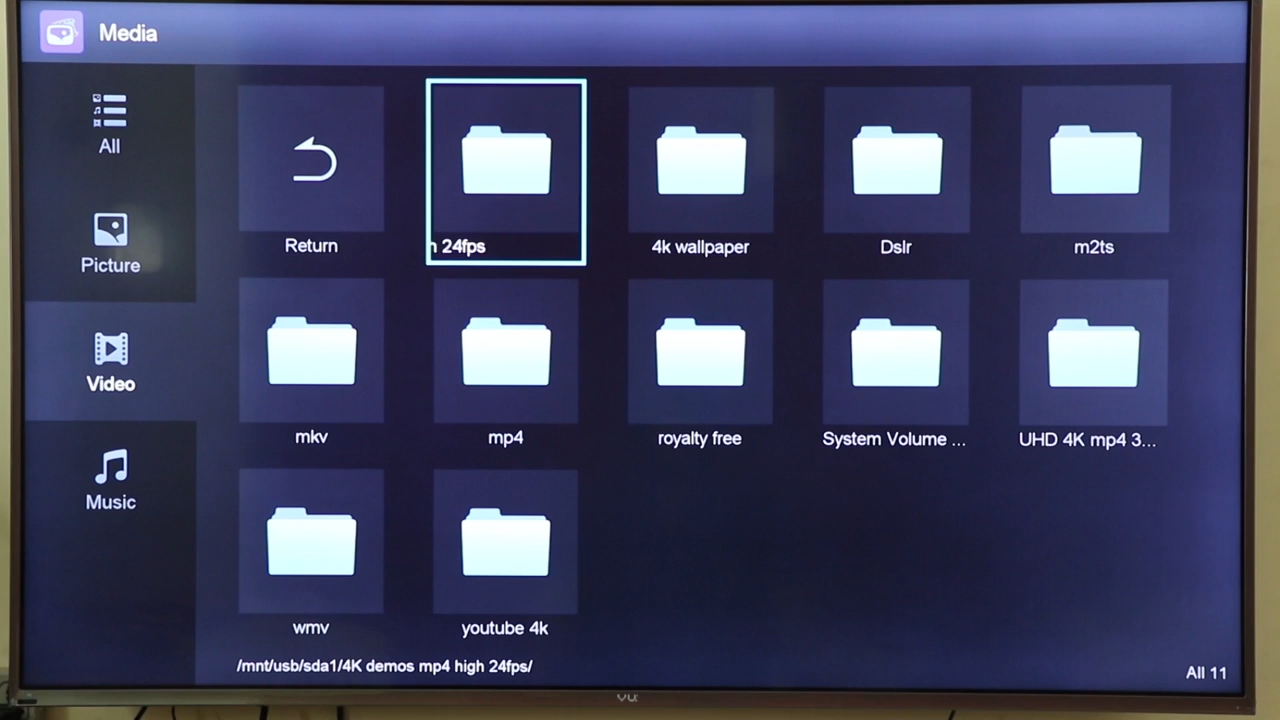 Media
All
Picture
Video
Music
Return
24fps
4k wallpaper
Dslr
m2ts
mkv
mp4
royalty free
System Volume ...
UHD 4K mp4 3...
wmv
youtube 4k
/mnt/usb/sda1/4K demos mp4 high 24fps/
All 11
Vu